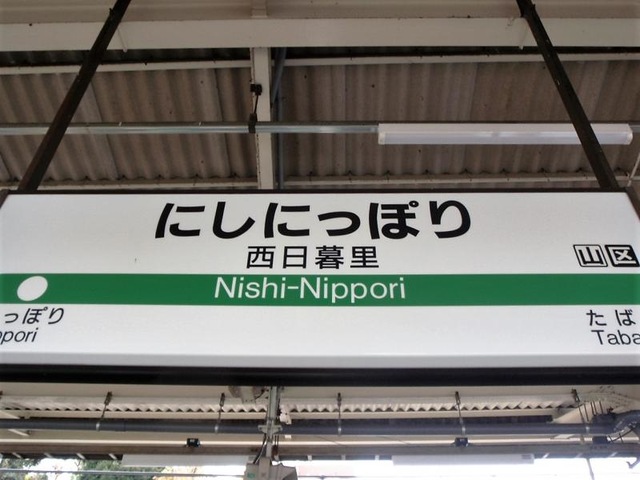 にしにっぽり
西日暮里
山区
Nishi-Nippori
っぽり
ppori
たば
Taba